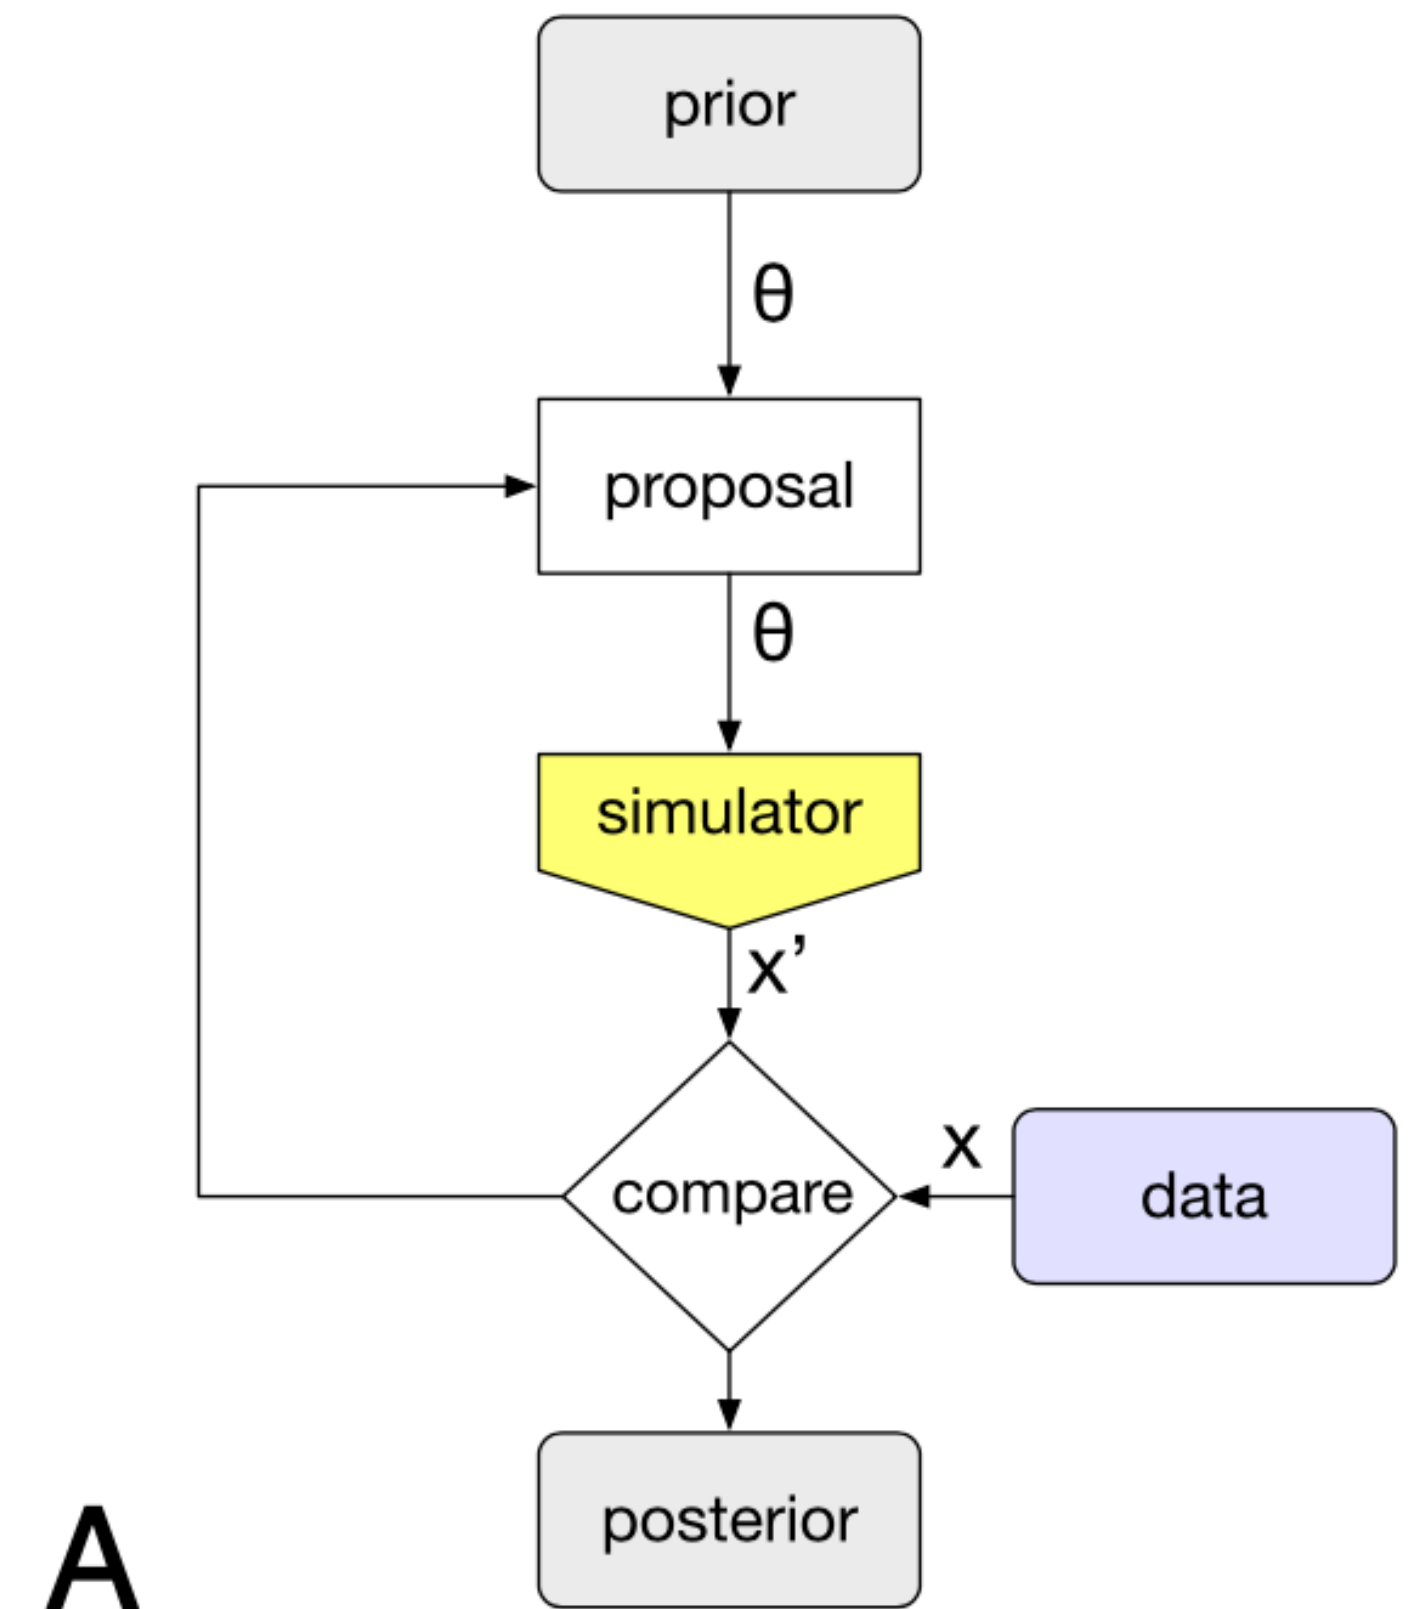 prior
θ
proposal
θ
simulator
x’
compare
x
data
posterior
A